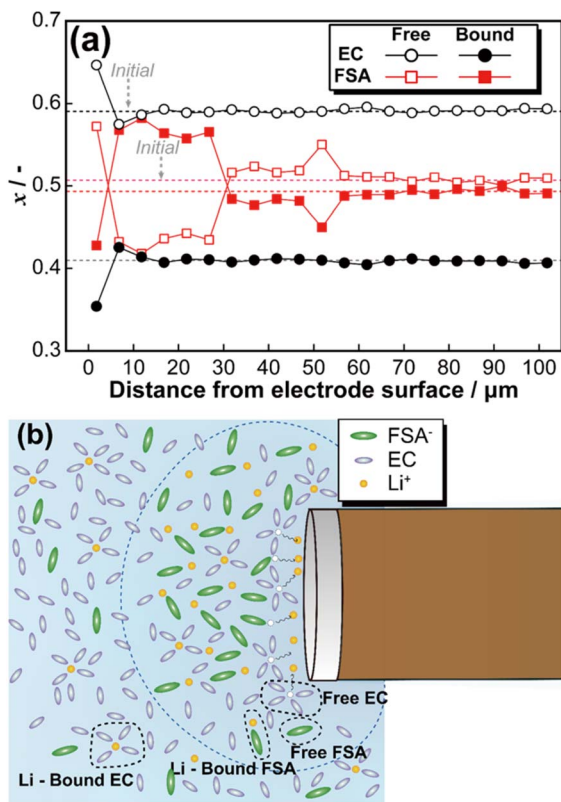 (a)
Free Bound
EC
FSA
Initial
Initial
x / -
0.7
0.6
0.5
0.4
0.3
0 10 20 30 40 50 60 70 80 90 100
Distance from electrode surface / µm
(b)
FSA⁻
EC
Li⁺
Free EC
Free FSA
Li - Bound FSA
Li - Bound EC